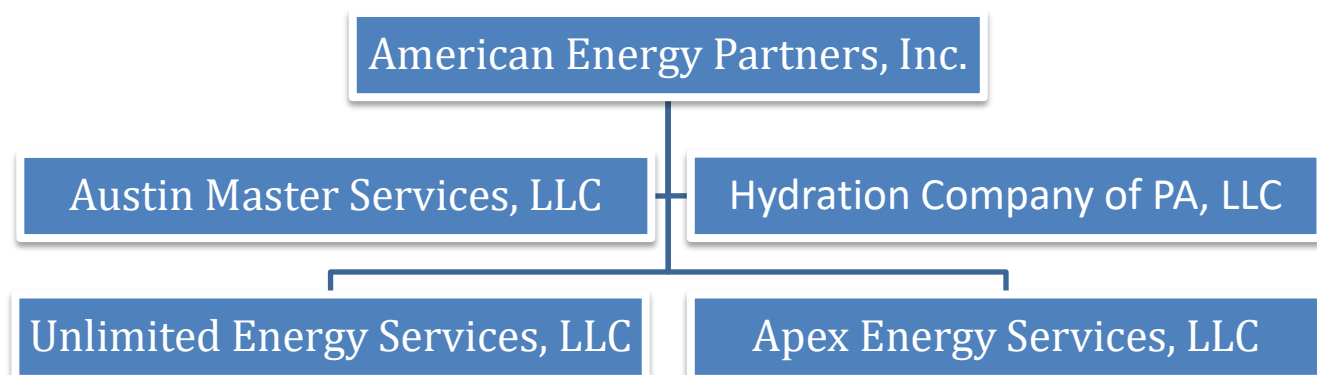 American Energy Partners, Inc.
Austin Master Services, LLC
Hydration Company of PA, LLC
Unlimited Energy Services, LLC
Apex Energy Services, LLC